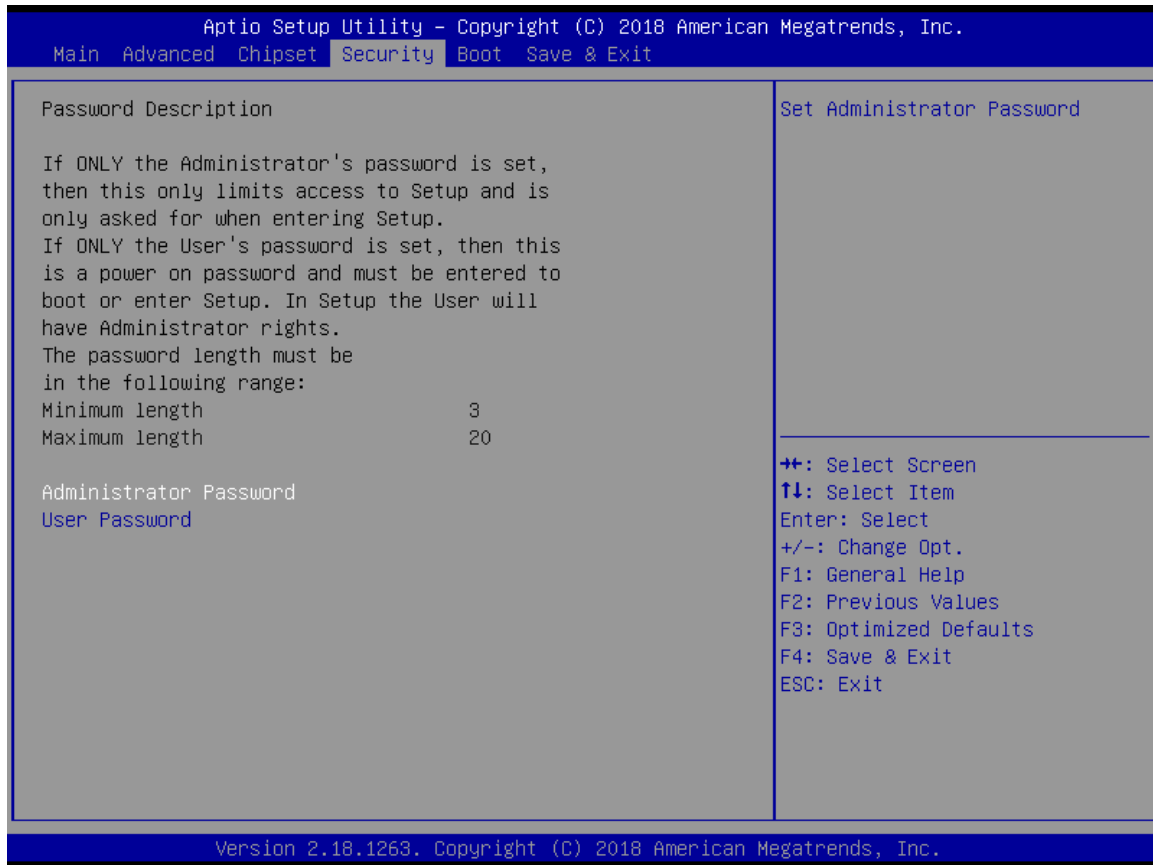 Aptio Setup Utility – Copyright (C) 2018 American Megatrends, Inc.
Main Advanced Chipset Security Boot Save & Exit
Password Description
If ONLY the Administrator's password is set,
then this only limits access to Setup and is
only asked for when entering Setup.
If ONLY the User's password is set, then this
is a power on password and must be entered to
boot or enter Setup. In Setup the User will
have Administrator rights.
The password length must be
in the following range:
Minimum length 3
Maximum length 20
Administrator Password
User Password
Set Administrator Password
→←: Select Screen
↑↓: Select Item
Enter: Select
+/-: Change Opt.
F1: General Help
F2: Previous Values
F3: Optimized Defaults
F4: Save & Exit
ESC: Exit
Version 2.18.1263. Copyright (C) 2018 American Megatrends, Inc.